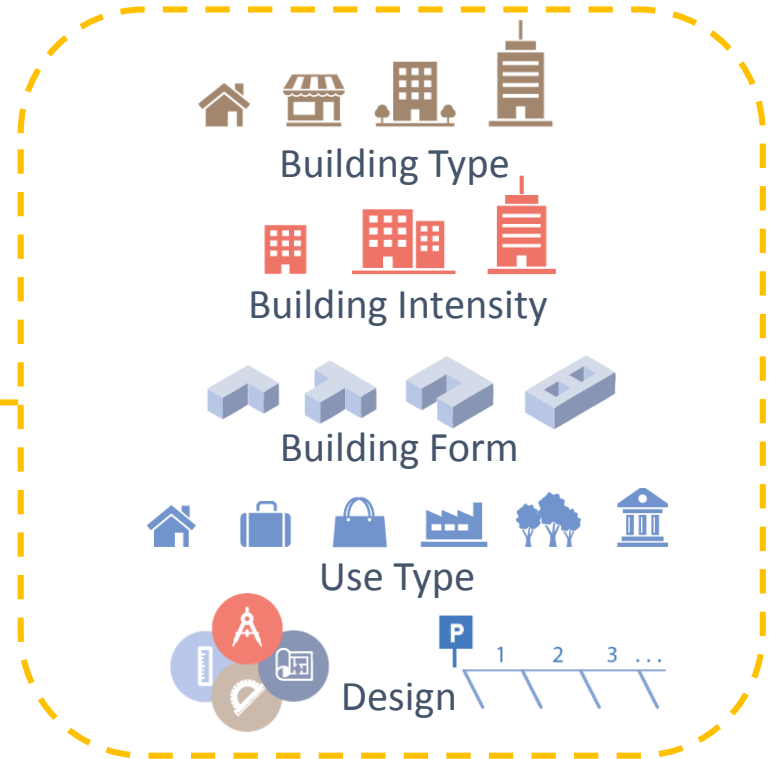 Building Type
Building Intensity
Building Form
Use Type
P
1 2 3 ...
Design